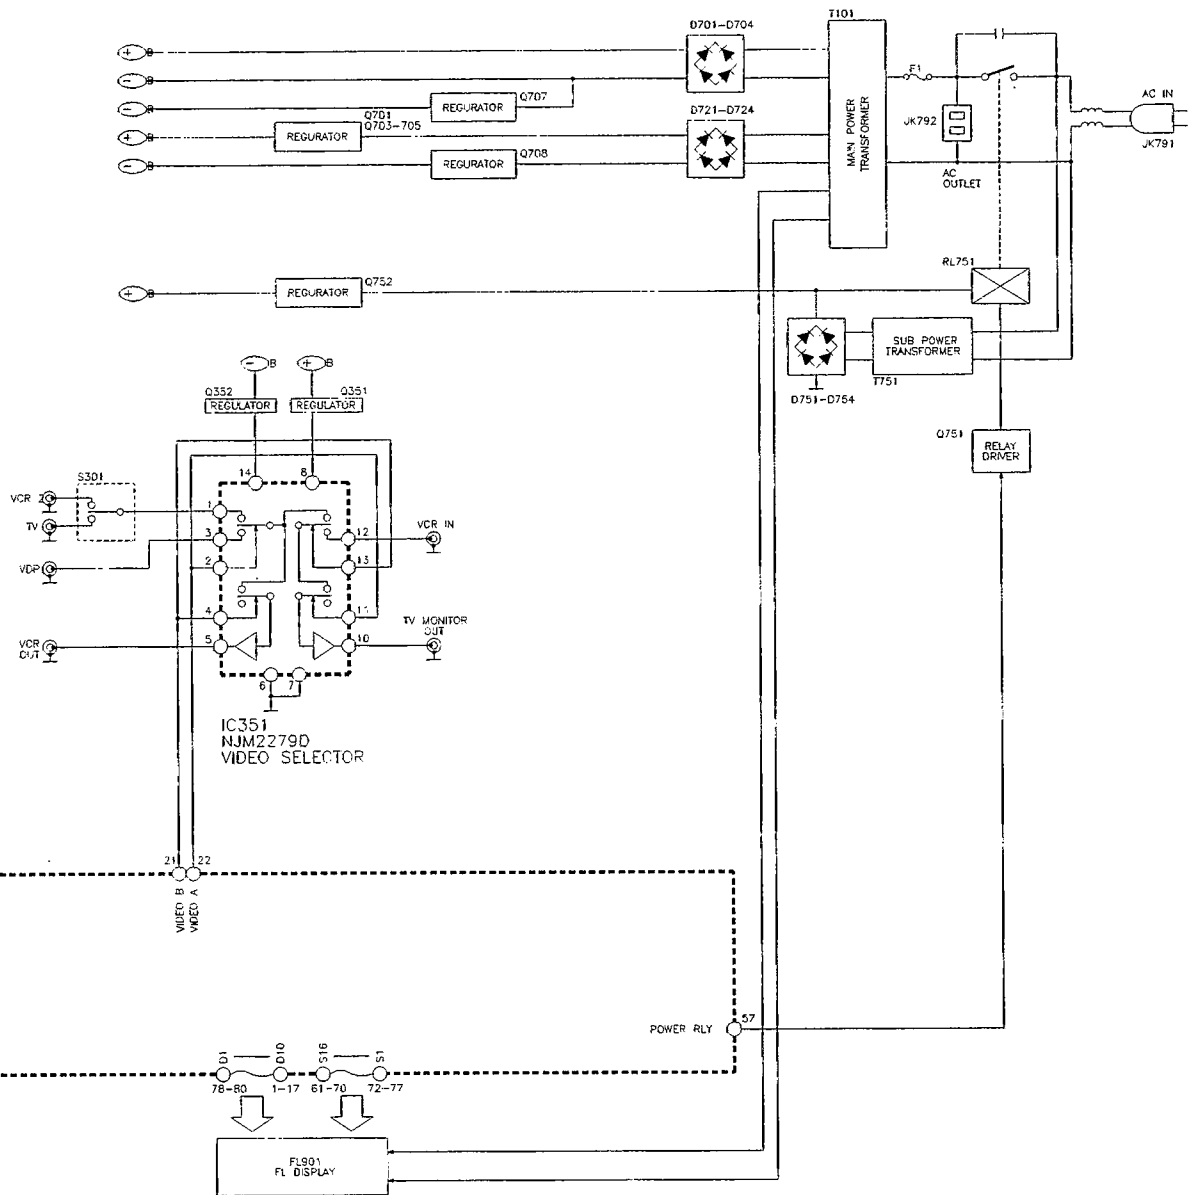 T101
D701-D704
+ B
- B
F1
AC IN
Q707
- B
REGURATOR
D721-D724
Q701
Q703-705
JK792
MAIN POWER
TRANSFORMER
JK791
+ B
REGURATOR
Q708
- B
REGURATOR
AC
OUTLET
RL751
Q752
+ B
REGURATOR
SUB POWER
TRANSFORMER
T751
D751-D754
- B
+ B
Q352
Q351
REGULATOR
REGULATOR
Q751
RELAY
DRIVER
14
8
S301
VCR 2
1
TV
3
12
VCR IN
VDP
2
13
4
11
TV MONITOR
OUT
VCR
OUT
5
10
6
7
IC351
NJM2279D
VIDEO SELECTOR
21
22
VIDEO B
VIDEO A
POWER RLY
57
D1
D10
S16
S1
78-80
1-17
61-70
72-77
FL901
FL DISPLAY